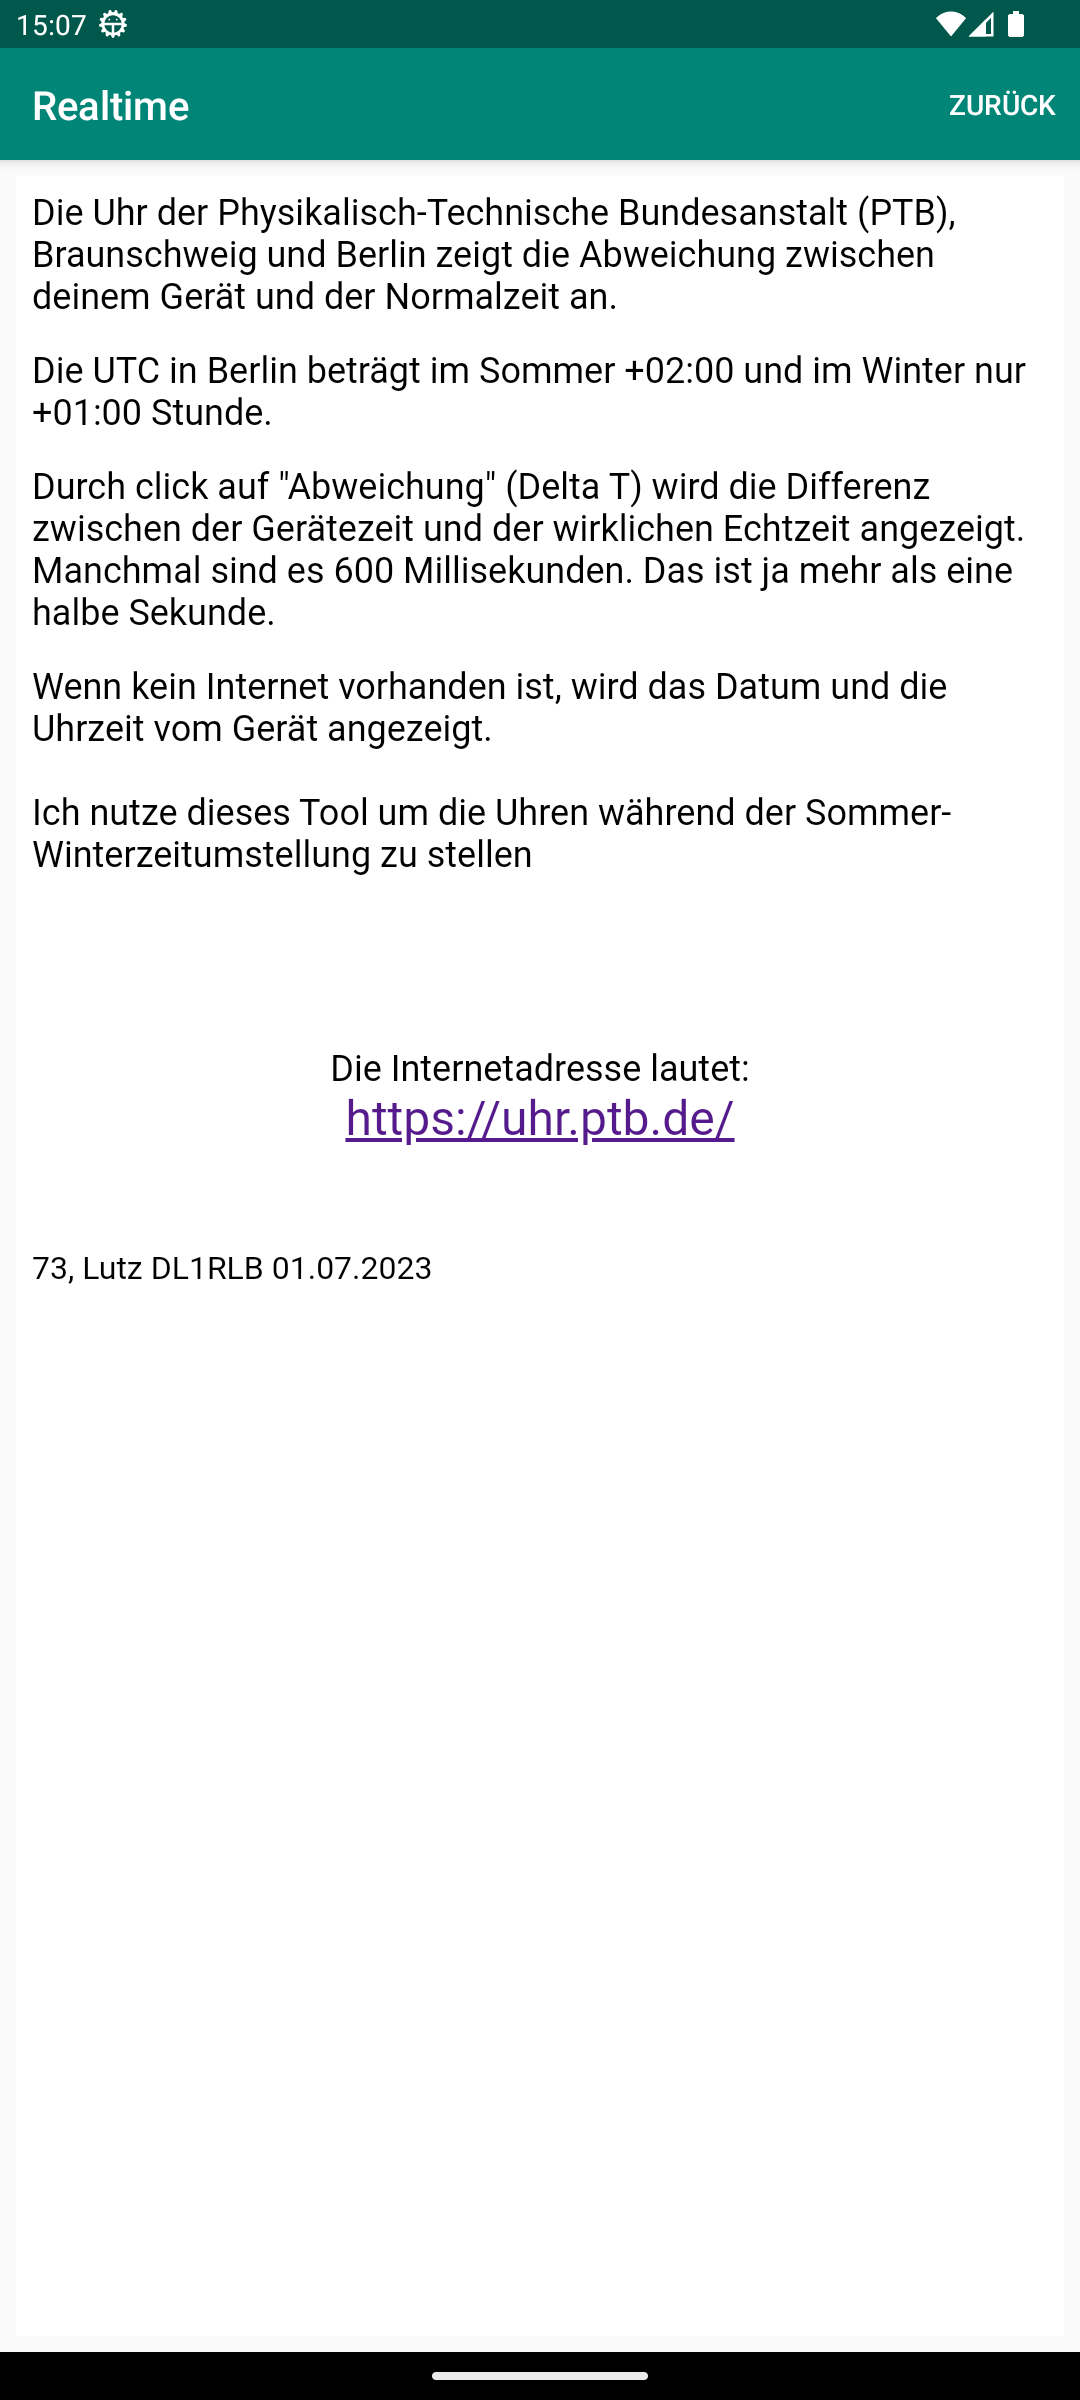 15:07
Realtime
ZURÜCK
Die Uhr der Physikalisch-Technische Bundesanstalt (PTB),
Braunschweig und Berlin zeigt die Abweichung zwischen
deinem Gerät und der Normalzeit an.
Die UTC in Berlin beträgt im Sommer +02:00 und im Winter nur
+01:00 Stunde.
Durch click auf "Abweichung" (Delta T) wird die Differenz
zwischen der Gerätezeit und der wirklichen Echtzeit angezeigt.
Manchmal sind es 600 Millisekunden. Das ist ja mehr als eine
halbe Sekunde.
Wenn kein Internet vorhanden ist, wird das Datum und die
Uhrzeit vom Gerät angezeigt.
Ich nutze dieses Tool um die Uhren während der Sommer-
Winterzeitumstellung zu stellen
Die Internetadresse lautet:
https://uhr.ptb.de/
73, Lutz DL1RLB 01.07.2023